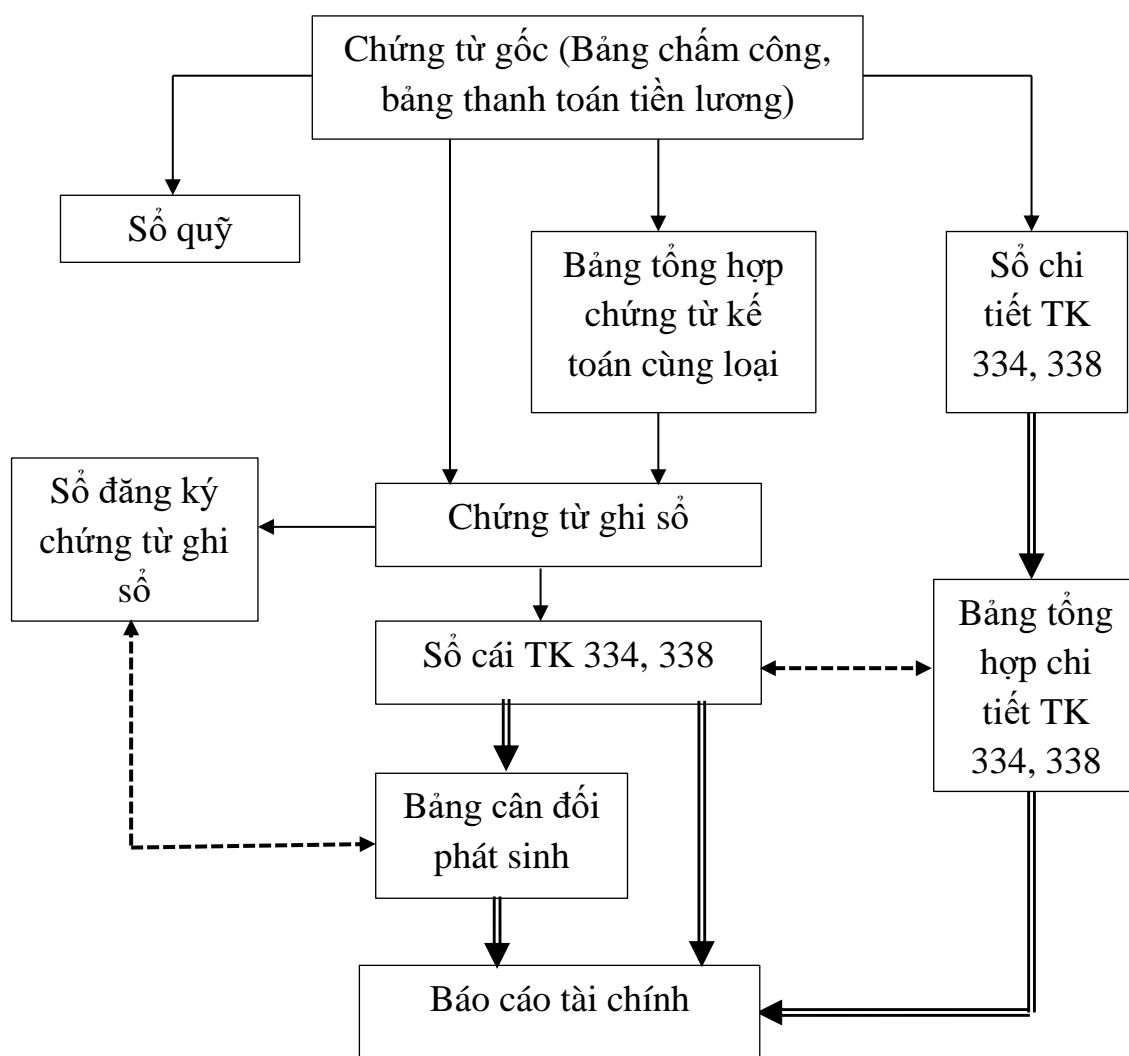 Chứng từ gốc (Bảng chấm công,
bảng thanh toán tiền lương)
Sổ quỹ
Bảng tổng hợp
chứng từ kế
toán cùng loại
Sổ chi
tiết TK
334, 338
Sổ đăng ký
chứng từ ghi
sổ
Chứng từ ghi sổ
Sổ cái TK 334, 338
Bảng tổng
hợp chi
tiết TK
334, 338
Bảng cân đối
phát sinh
Báo cáo tài chính